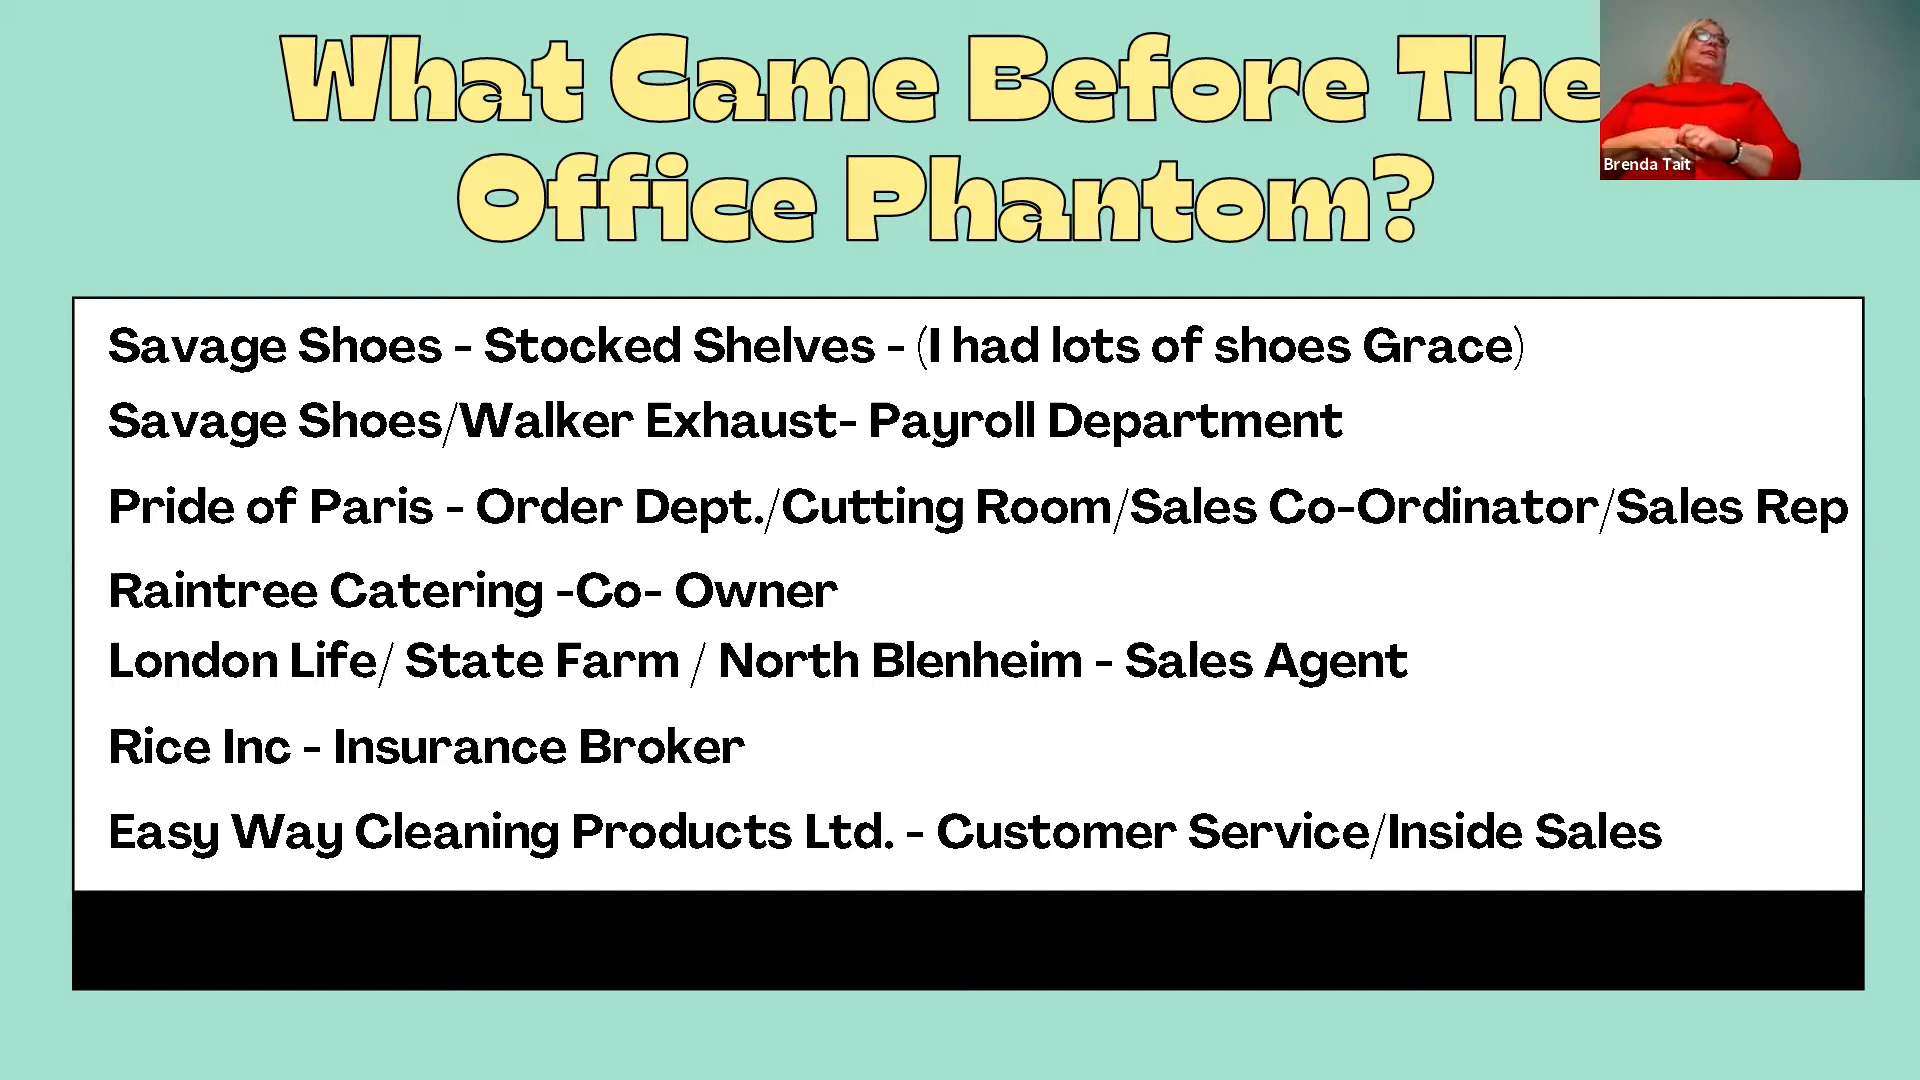 What Came Before The
Office Phantom?
Brenda Tait
Savage Shoes - Stocked Shelves - (I had lots of shoes Grace)
Savage Shoes/Walker Exhaust- Payroll Department
Pride of Paris - Order Dept./Cutting Room/Sales Co-Ordinator/Sales Rep
Raintree Catering -Co- Owner
London Life/ State Farm / North Blenheim - Sales Agent
Rice Inc - Insurance Broker
Easy Way Cleaning Products Ltd. - Customer Service/Inside Sales